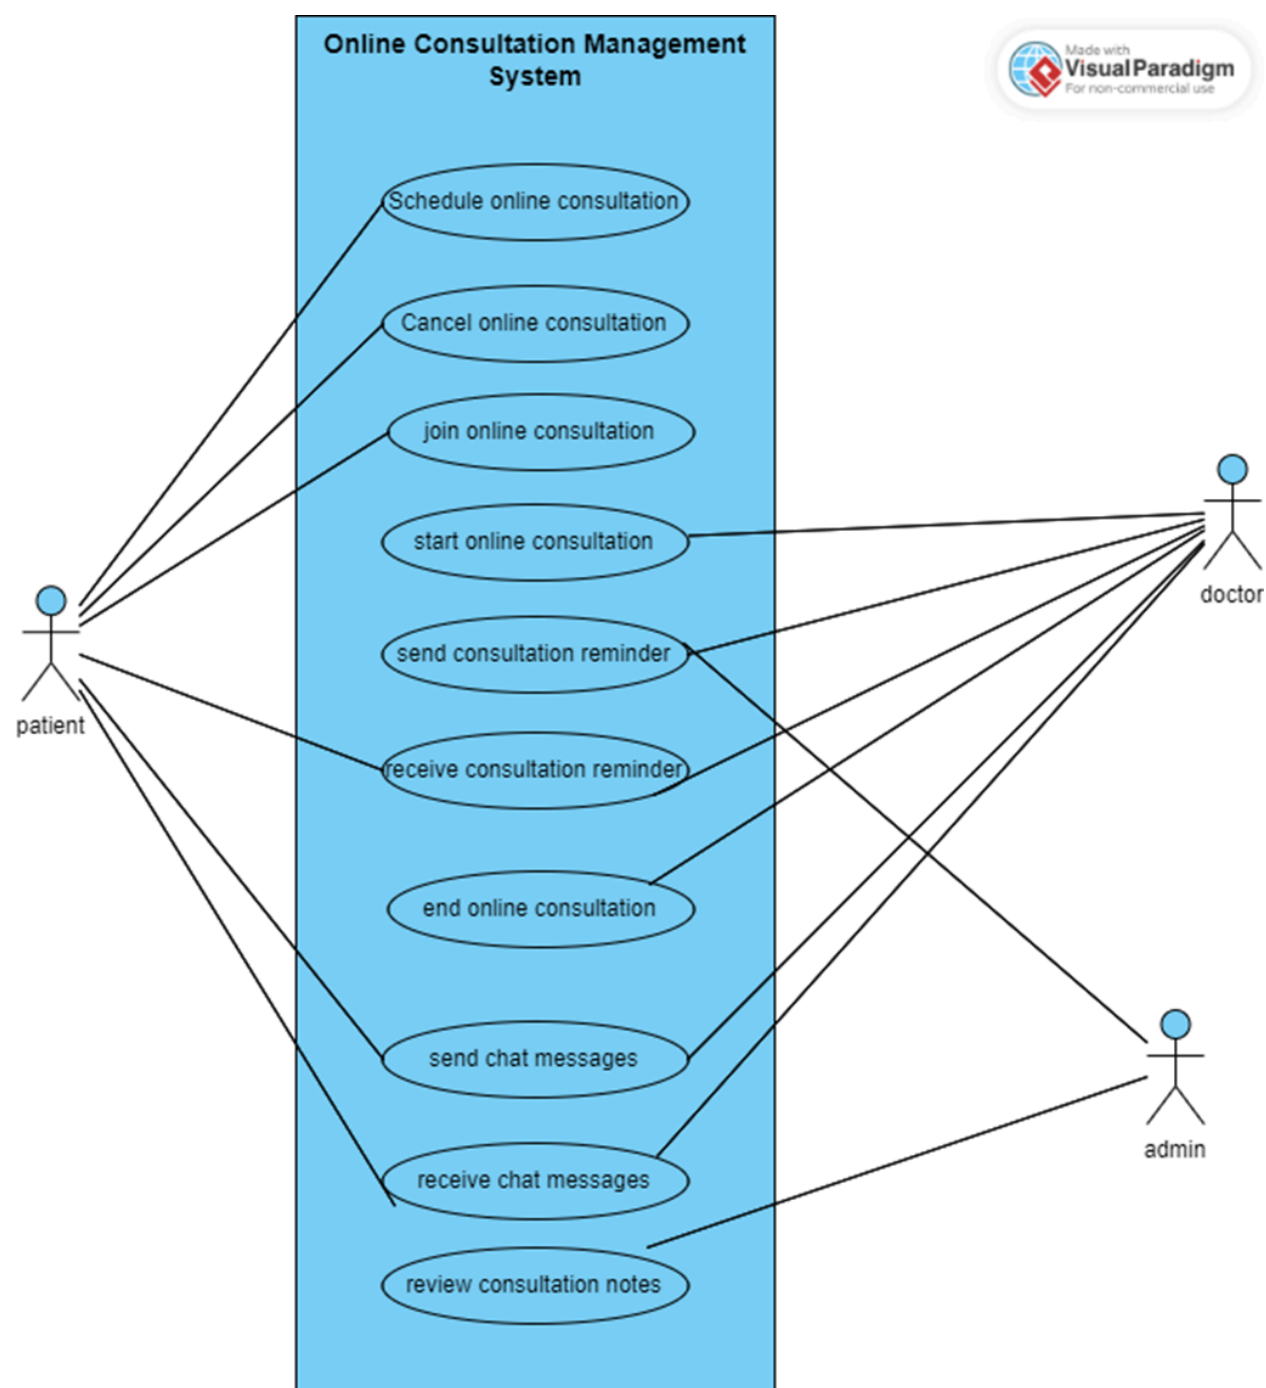 Online Consultation Management
System
Made with
Visual Paradigm
For non-commercial use
Schedule online consultation
Cancel online consultation
join online consultation
start online consultation
doctor
send consultation reminder
patient
receive consultation reminder
end online consultation
send chat messages
admin
receive chat messages
review consultation notes